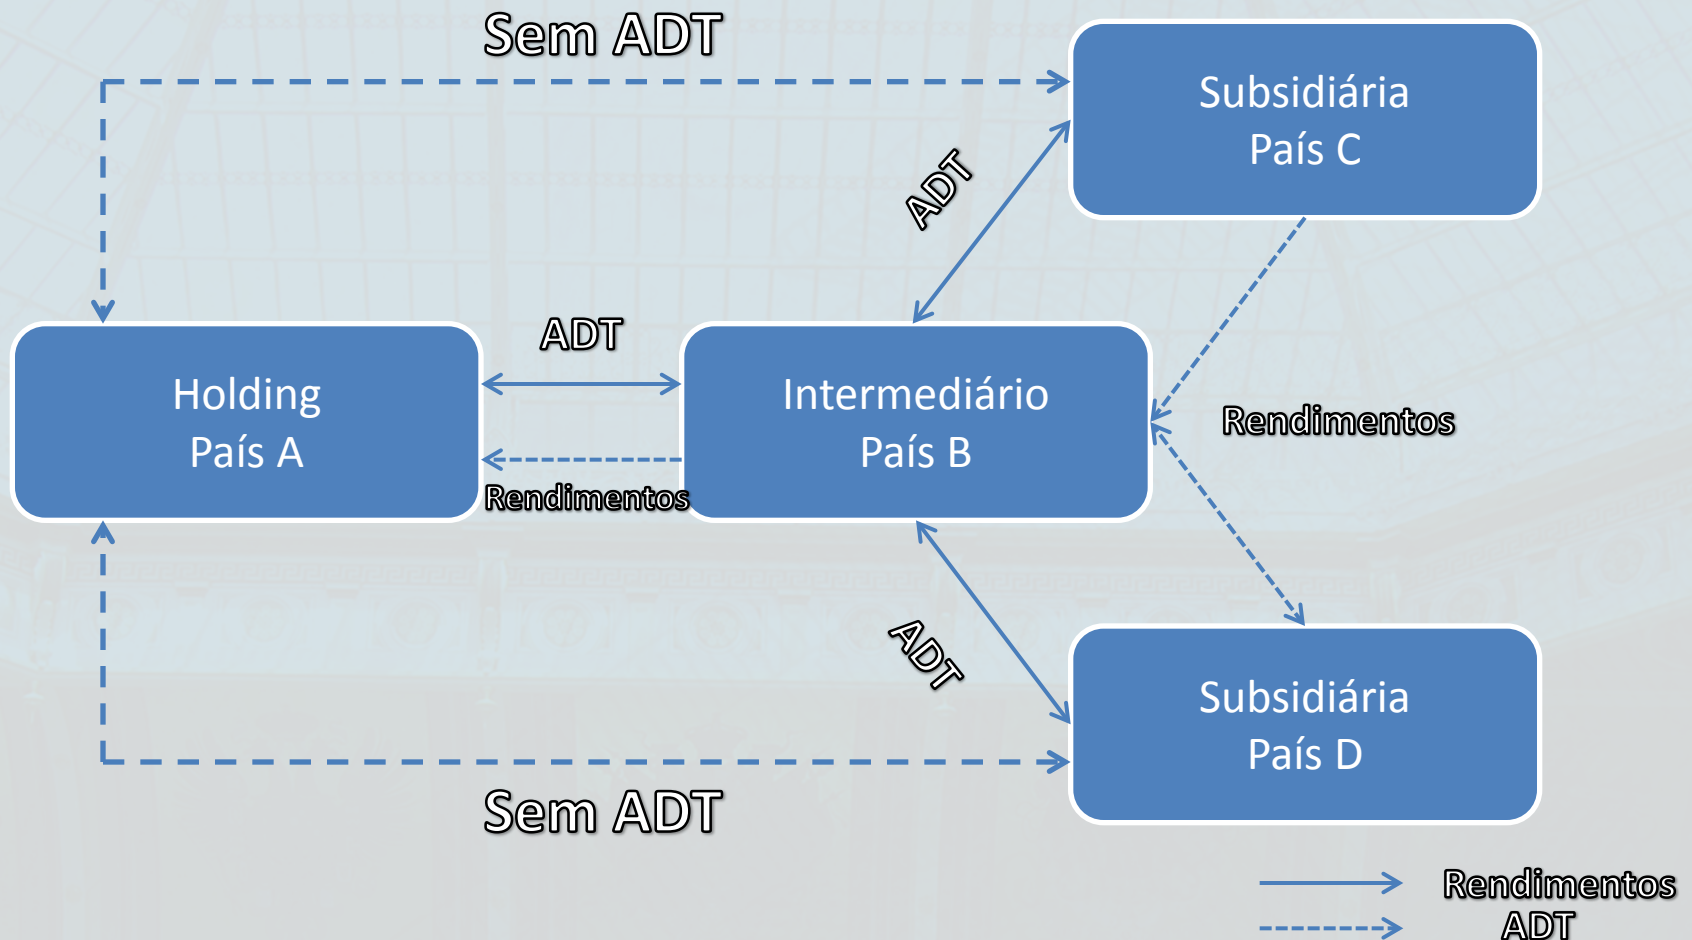 Sem ADT
Subsidiária
País C
ADT
ADT
Holding
País A
Intermediário
País B
Rendimentos
Rendimentos
ADT
Subsidiária
País D
Sem ADT
Rendimentos
ADT